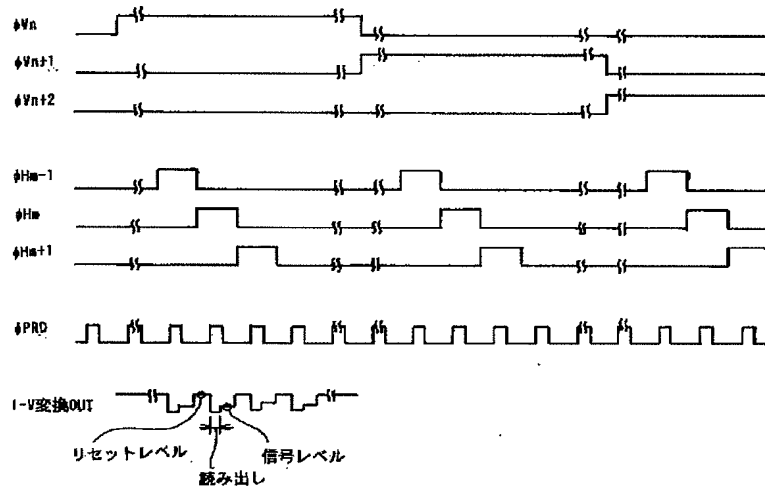 φVn
φVn+1
φVn+2
φHm-1
φHm
φHm+1
φPRD
I-V変換OUT
リセットレベル
信号レベル
読み出し